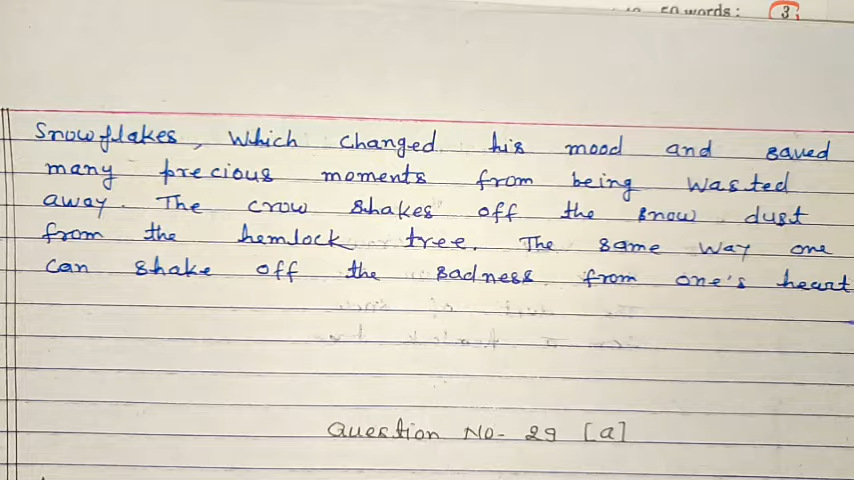 words: 3
Snowflakes, which changed his mood and saved
many precious moments from being wasted
away. The crow shakes off the snow dust
from the hemlock tree. The same way one
can shake off the sadness from one's heart
Question No- 29 [a]